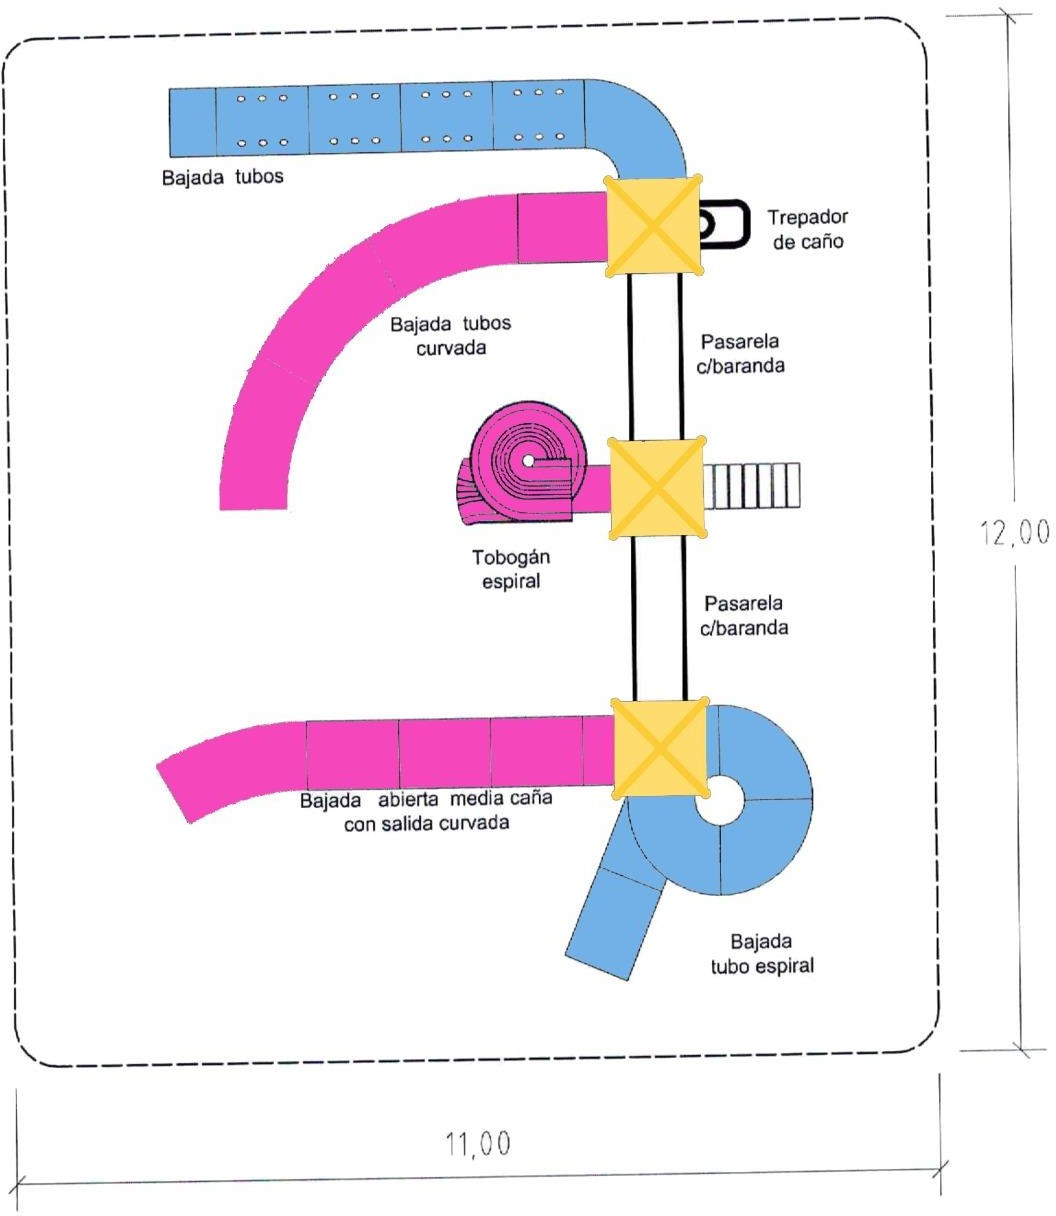 Bajada tubos
Trepador
de caño
Bajada tubos
curvada
Pasarela
c/baranda
12,00
Tobogán
espiral
Pasarela
c/baranda
Bajada abierta media caña
con salida curvada
Bajada
tubo espiral
11,00